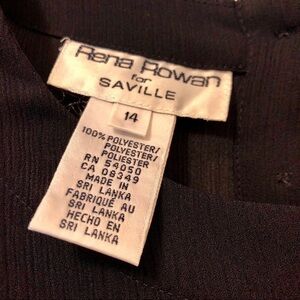 Rena Rowan
for
SAVILLE
14
100% POLYESTER/
POLYESTER/
POLIESTER
RN 54050
CA 08349
MADE IN
SRI LANKA
FABRIQUÉ AU
SRI LANKA
HECHO EN
SRI LANKA